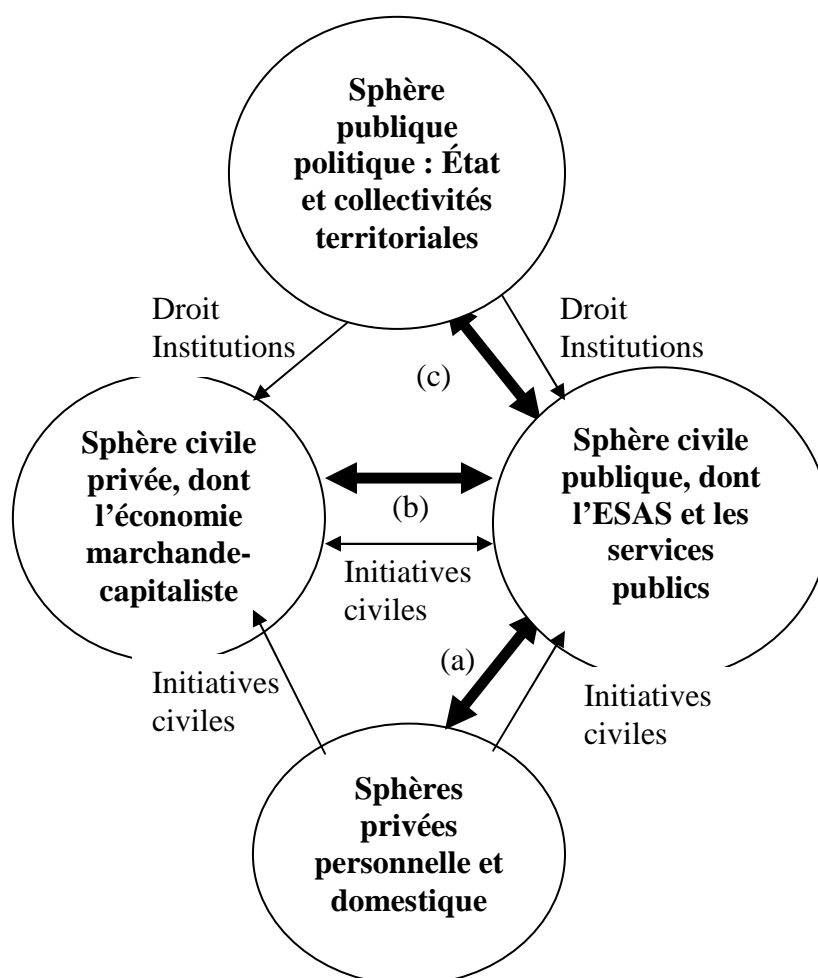 Sphère
publique
politique : État
et collectivités
territoriales
Droit
Institutions
Droit
Institutions
(c)
Sphère civile
privée, dont
l’économie
marchande-
capitaliste
Sphère civile
publique, dont
l’ESAS et les
services
publics
(b)
Initiatives
civiles
(a)
Initiatives
civiles
Initiatives
civiles
Sphères
privées
personnelle et
domestique